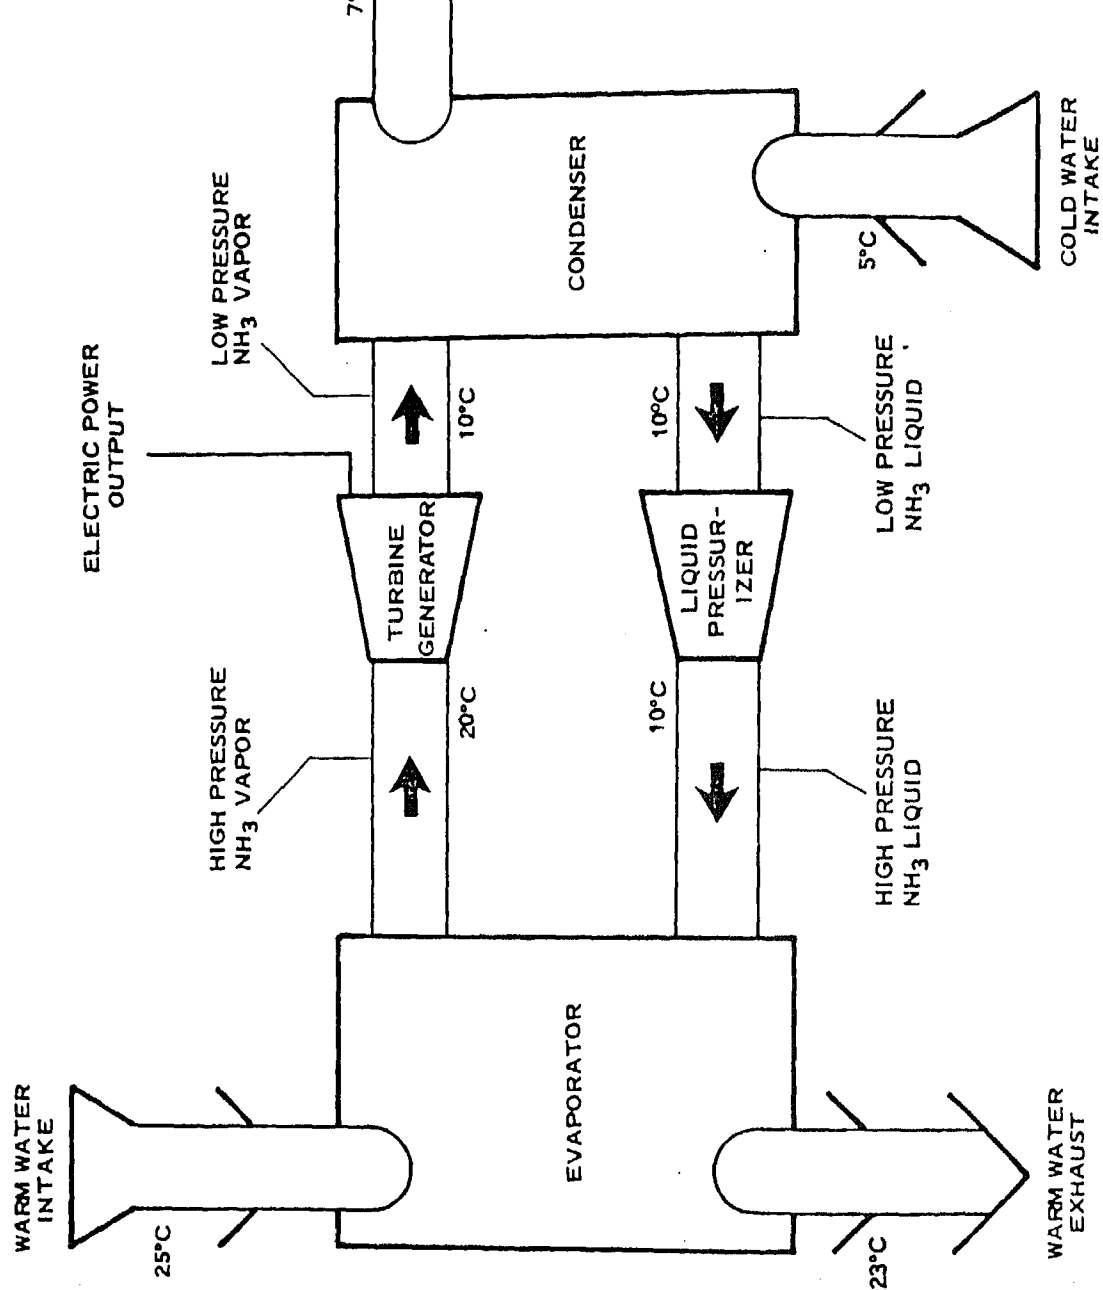 WARM WATER
INTAKE
25°C
EVAPORATOR
23°C
WARM WATER
EXHAUST
HIGH PRESSURE
NH3 VAPOR
20°C
10°C
HIGH PRESSURE
NH3 LIQUID
ELECTRIC POWER
OUTPUT
TURBINE
GENERATOR
LIQUID
PRESSUR-
IZER
LOW PRESSURE
NH3 VAPOR
10°C
10°C
LOW PRESSURE
NH3 LIQUID
CONDENSER
7°
5°C
COLD WATER
INTAKE